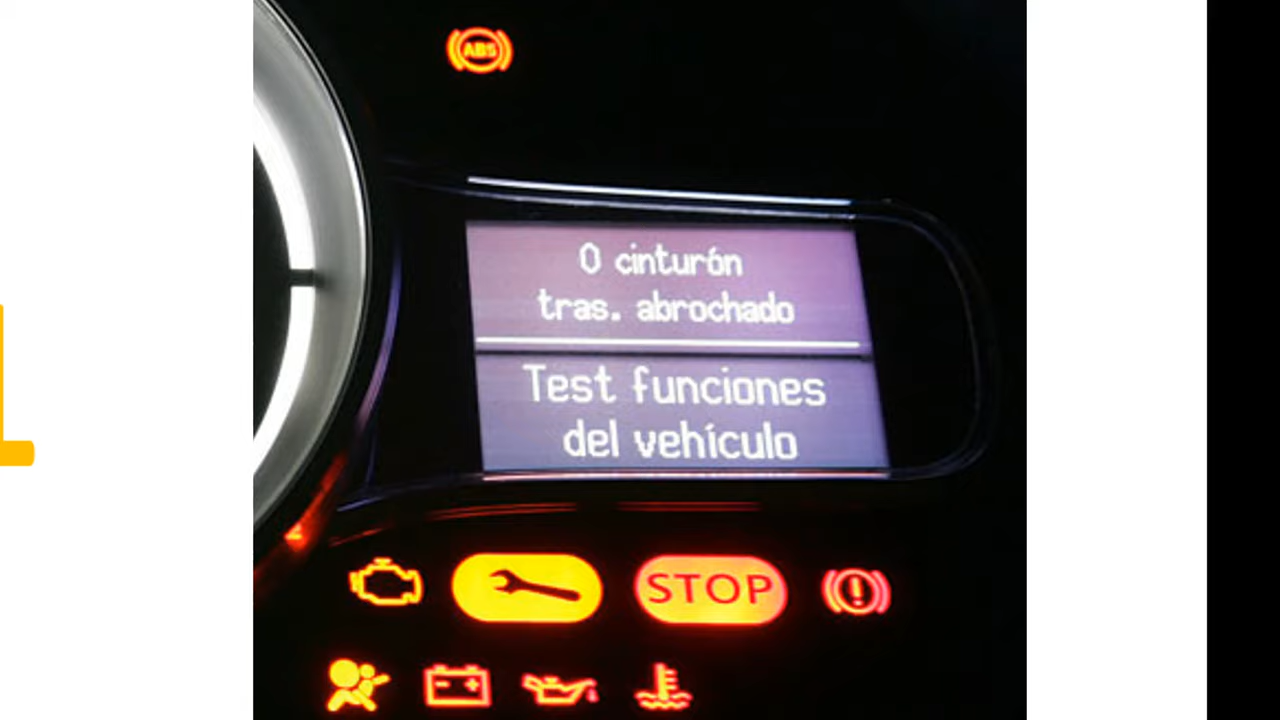 ABS
0 cinturón
tras. abrochado
Test funciones
del vehículo
STOP